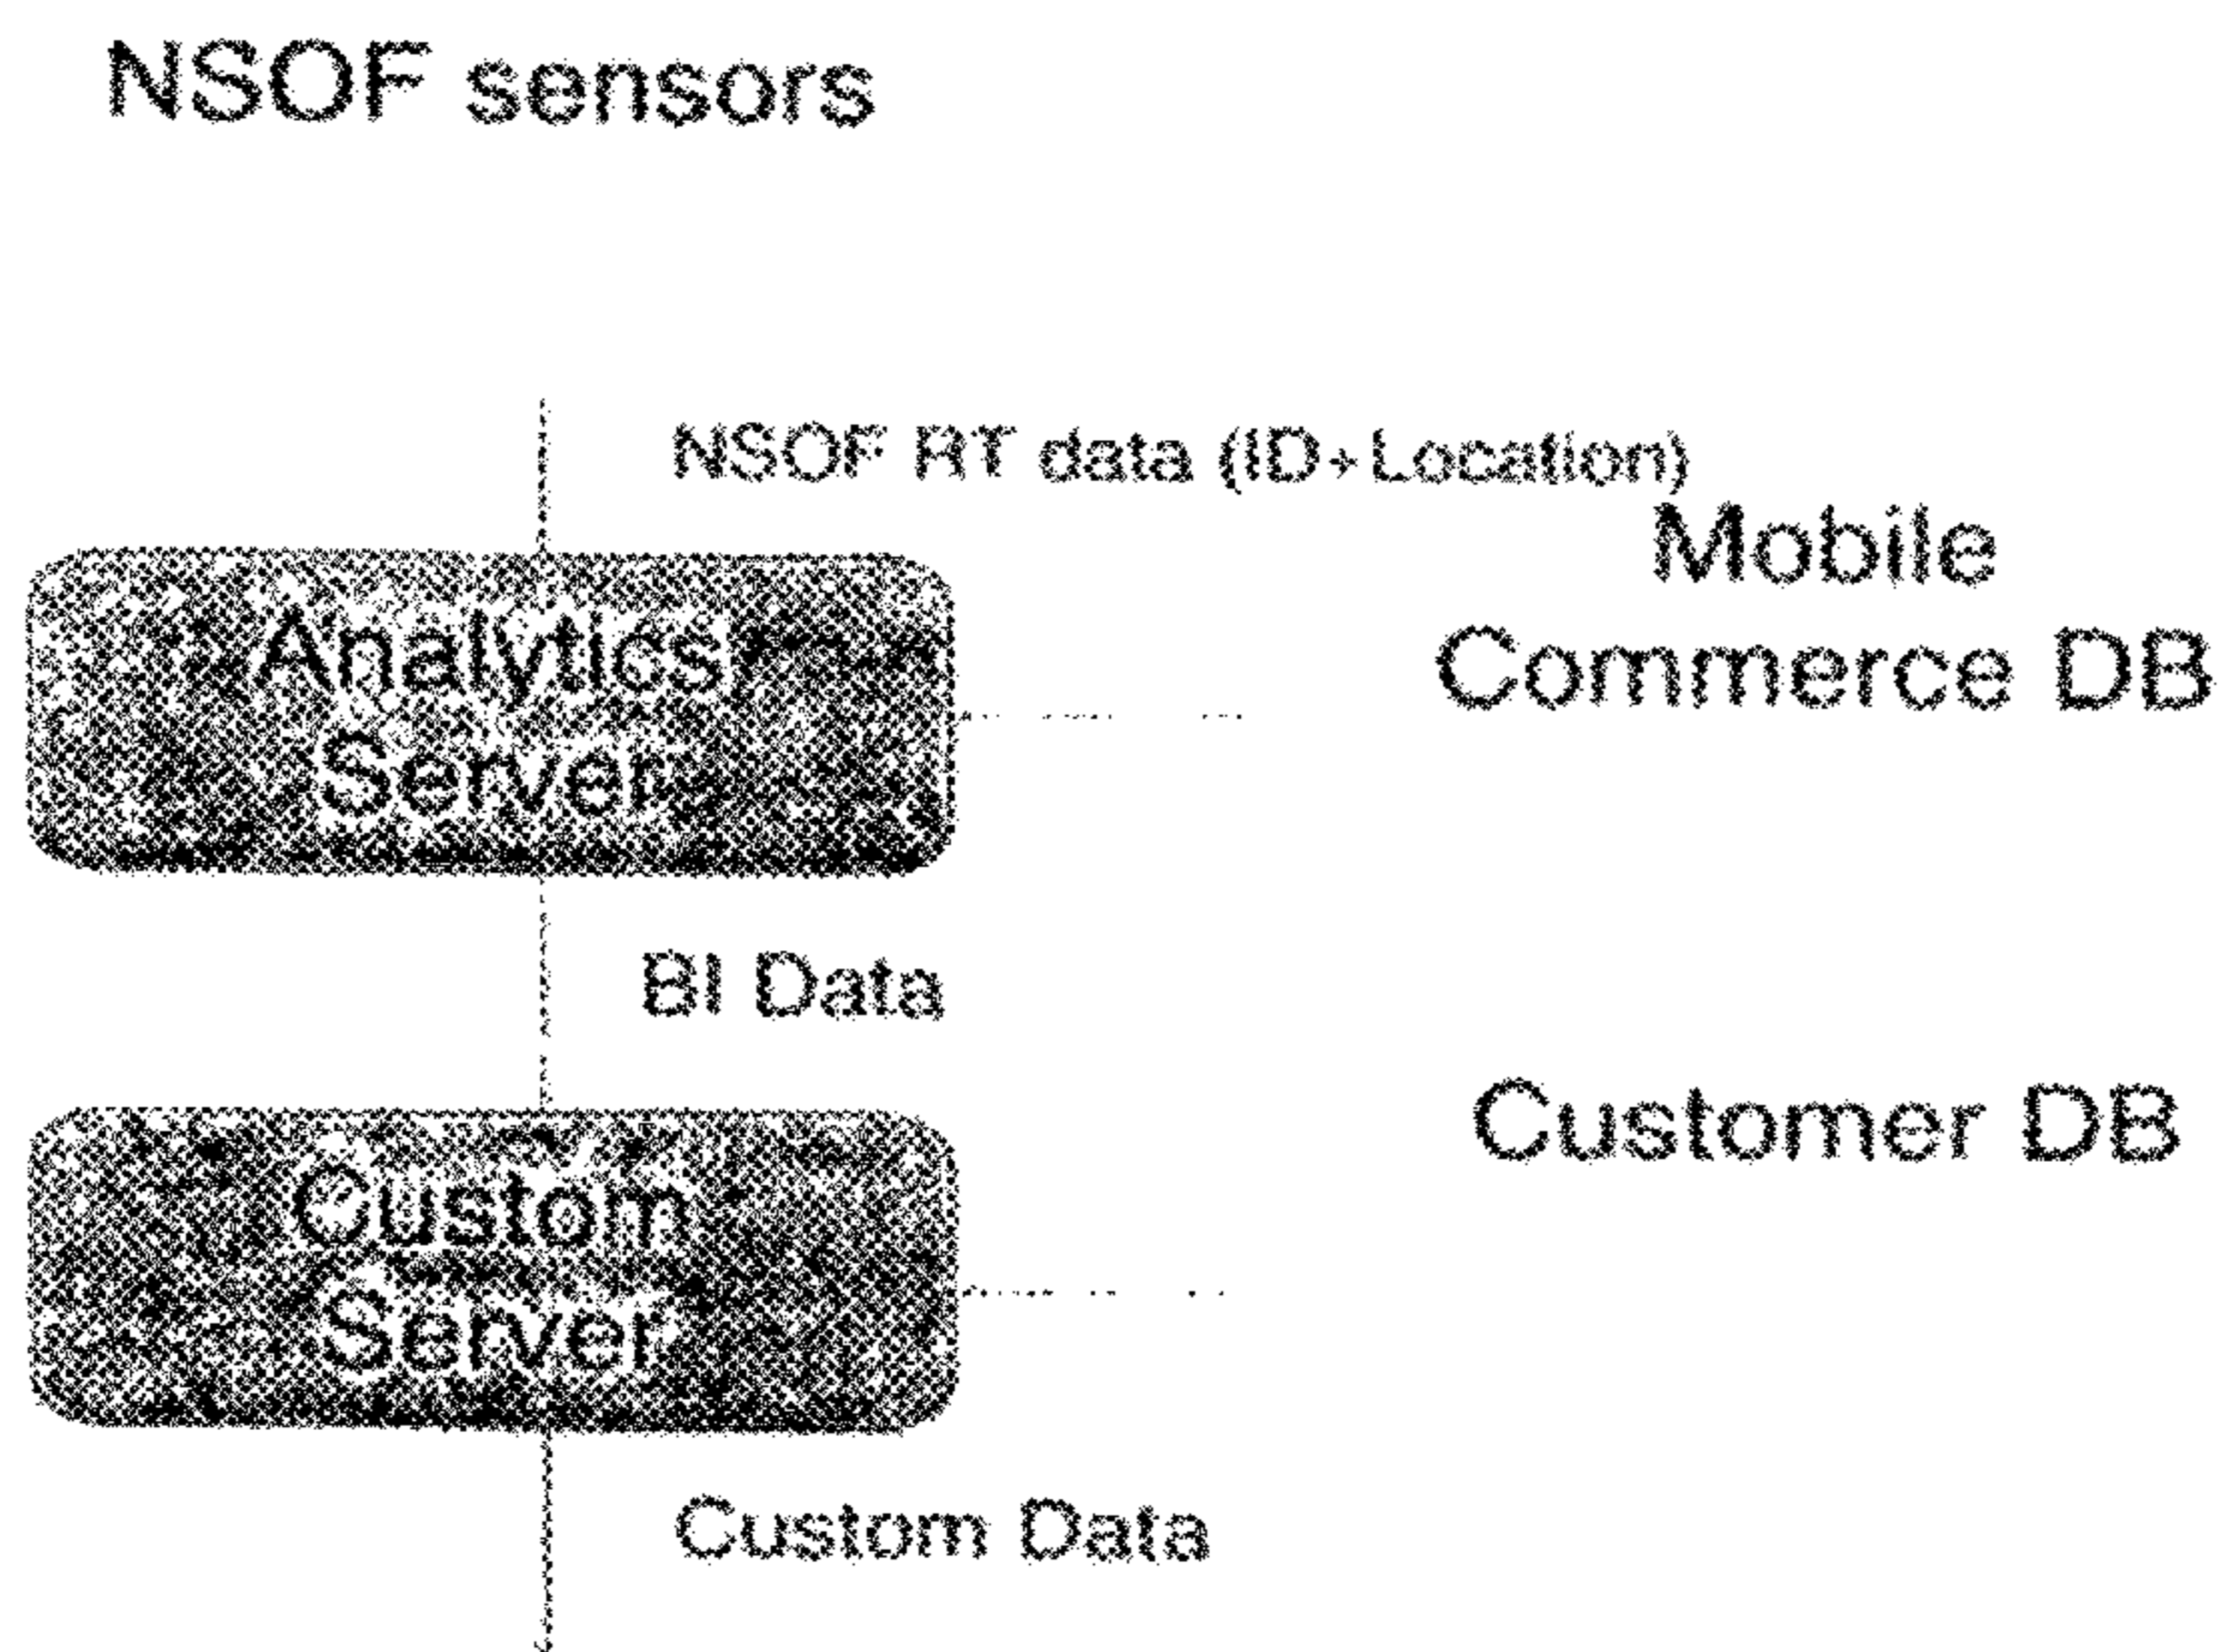 NSOF sensors
NSOF RT data (ID+Location)
Mobile
Commerce DB
Analytics
Server
BI Data
Customer DB
Custom
Server
Custom Data